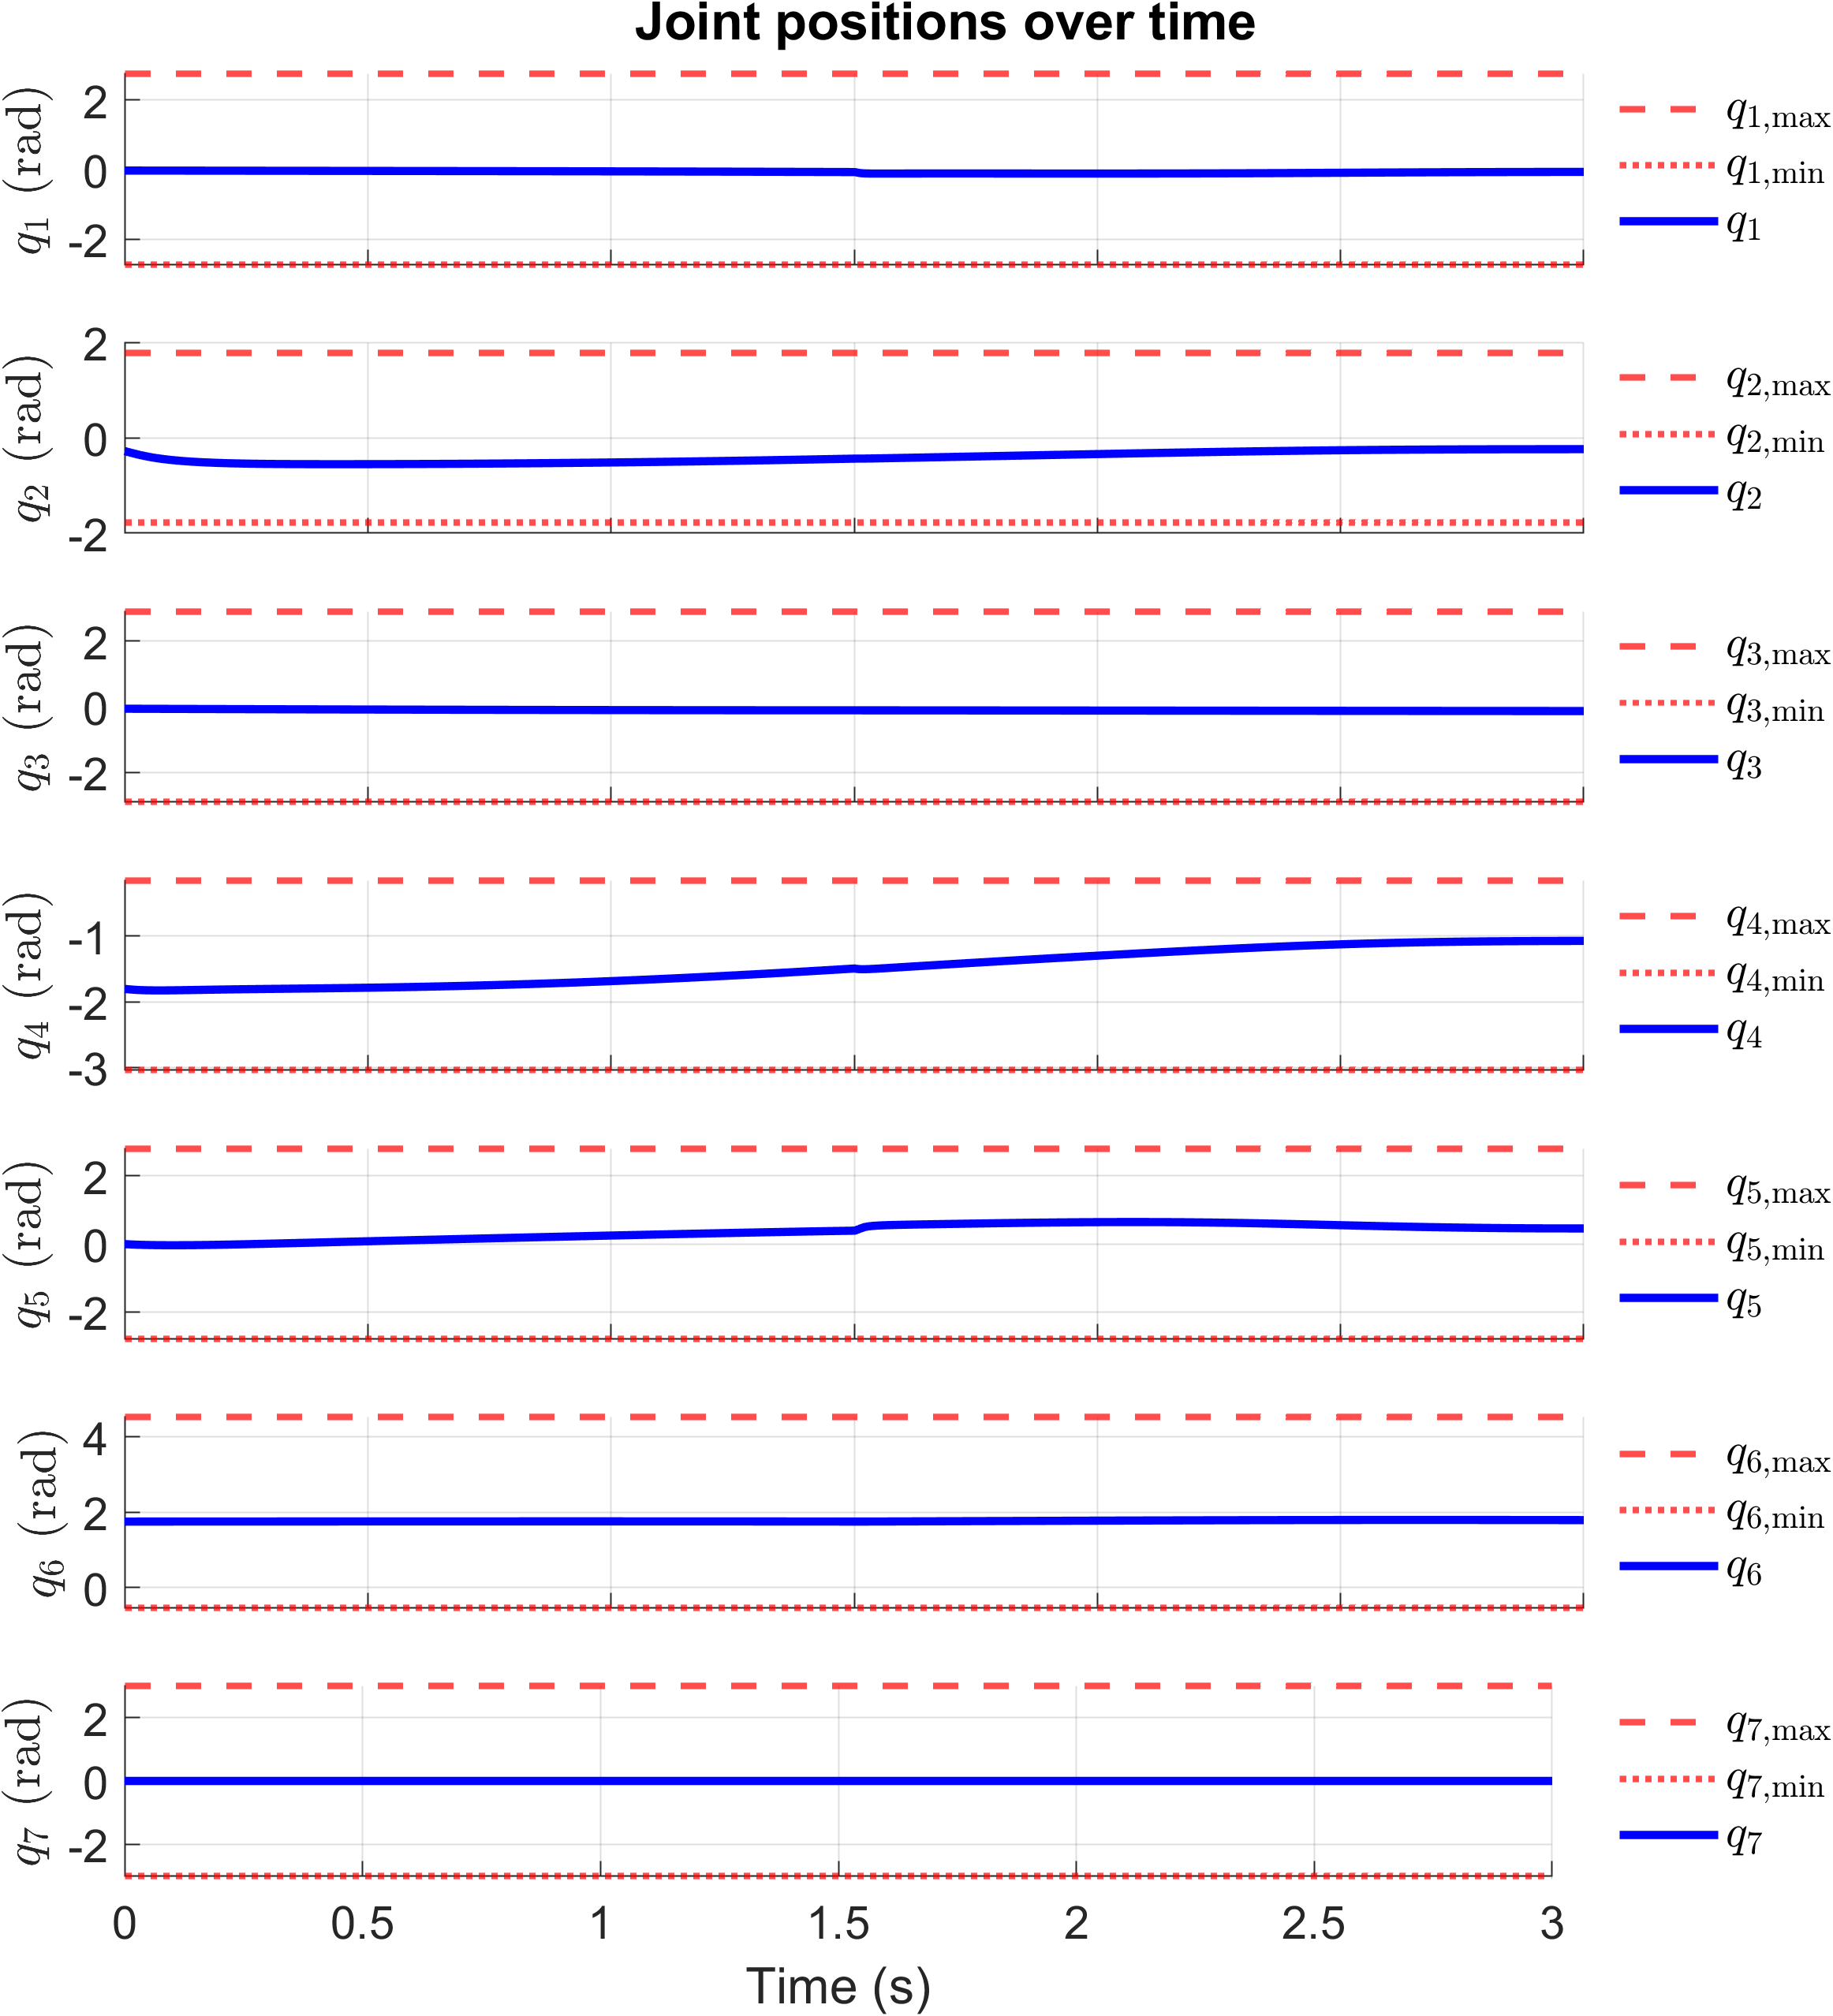 Joint positions over time
q1 (rad)
2
0
-2
q1,max
q1,min
q1
q2 (rad)
2
0
-2
q2,max
q2,min
q2
q3 (rad)
2
0
-2
q3,max
q3,min
q3
q4 (rad)
-1
-2
-3
q4,max
q4,min
q4
q5 (rad)
2
0
-2
q5,max
q5,min
q5
q6 (rad)
4
2
0
q6,max
q6,min
q6
q7 (rad)
2
0
-2
q7,max
q7,min
q7
0 0.5 1 1.5 2 2.5 3
Time (s)